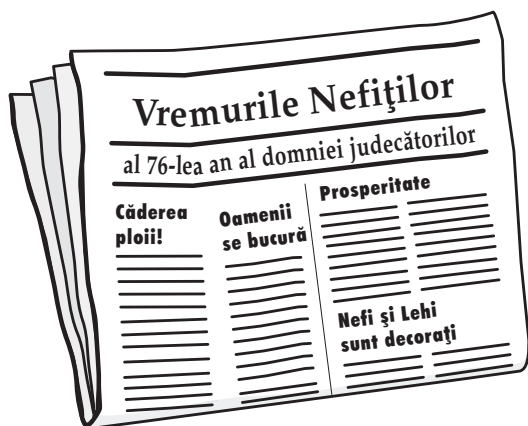 Vremurile Nefiţilor
al 76-lea an al domniei judecătorilor
Căderea
ploii!
Oamenii
se bucură
Prosperitate
Nefi şi Lehi
sunt decoraţi